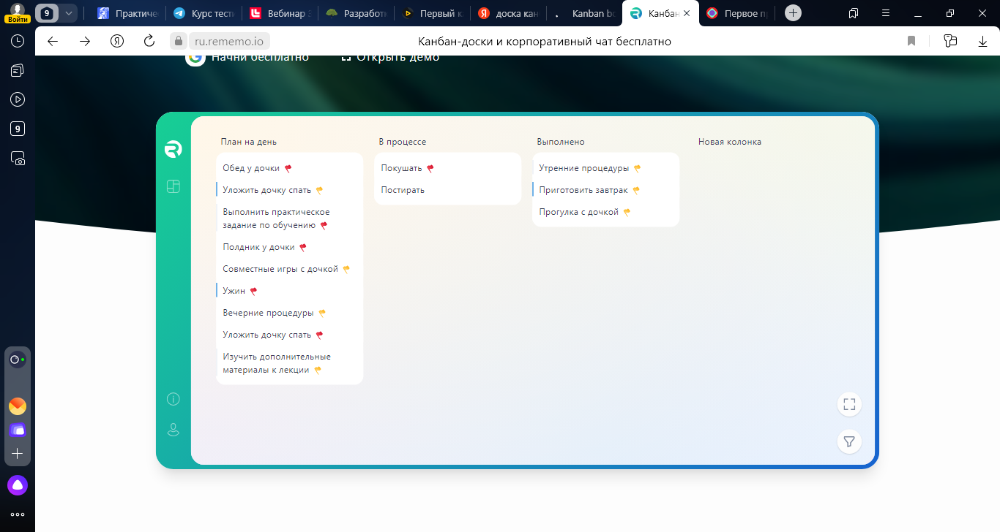 Войти
9
Практиче
Курс тести
Вебинар
Разработк
Первый к
доска кан
Kanban bo
Канбан
Первое п
ru.rememo.io
Канбан-доски и корпоративный чат бесплатно
9
Начни бесплатно
Открыть демо
План на день
Обед у дочки
Уложить дочку спать
Выполнить практическое
задание по обучению
Полдник у дочки
Совместные игры с дочкой
Ужин
Вечерние процедуры
Уложить дочку спать
Изучить дополнительные
материалы к лекции
В процессе
Покушать
Постирать
Выполнено
Утренние процедуры
Приготовить завтрак
Прогулка с дочкой
Новая колонка